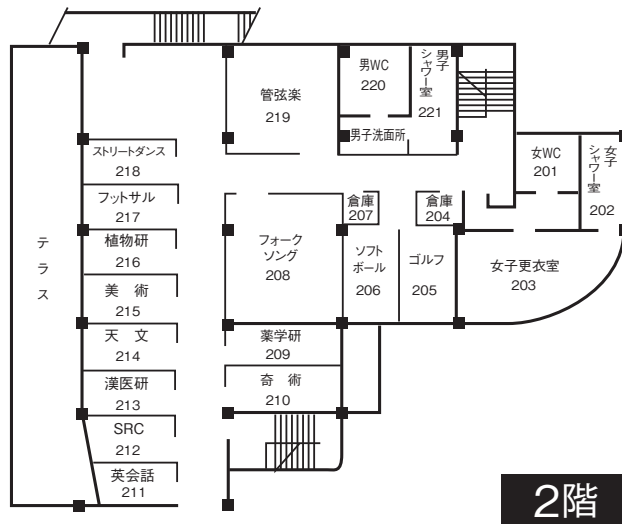 男WC
220
男子
シャワー室
221
管弦楽
219
男子洗面所
ストリートダンス
218
女WC
201
女子
シャワー室
202
フットサル
217
倉庫
207
倉庫
204
テラス
植物研
216
フォーク
ソング
208
ソフト
ボール
206
ゴルフ
205
女子更衣室
203
美 術
215
天 文
214
薬学研
209
漢医研
213
奇 術
210
SRC
212
英会話
211
2階